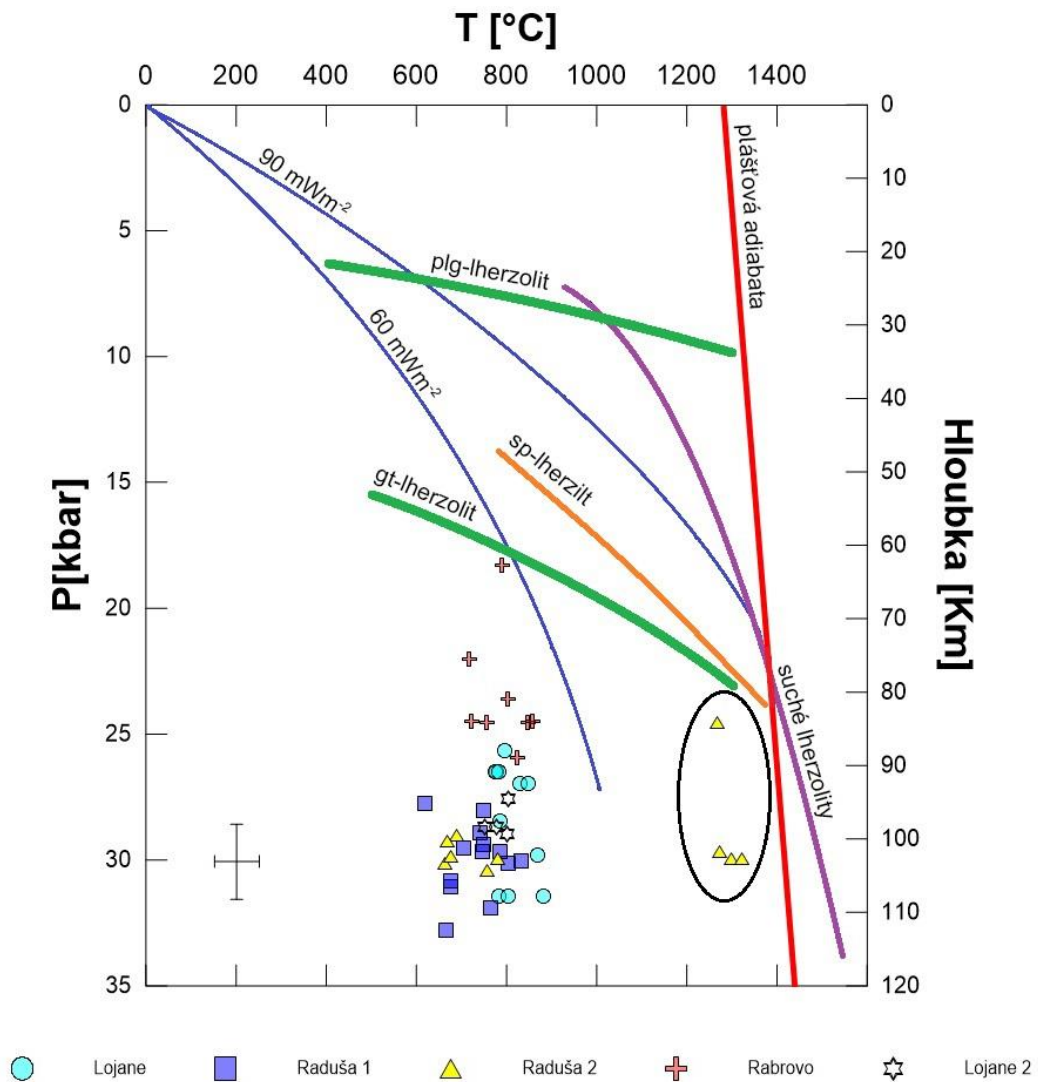 T [°C]
0 200 400 600 800 1000 1200 1400
0
5
10
15
20
25
30
35
P[kbar]
0
10
20
30
40
50
60
70
80
90
100
110
120
Hloubka [Km]
90 mWm-2
60 mWm-2
plg-lherzolit
plášťová adiabata
sp-lherzilt
gt-lherzolit
suché lherzolity
Lojane Raduša 1 Raduša 2 Rabrovo Lojane 2